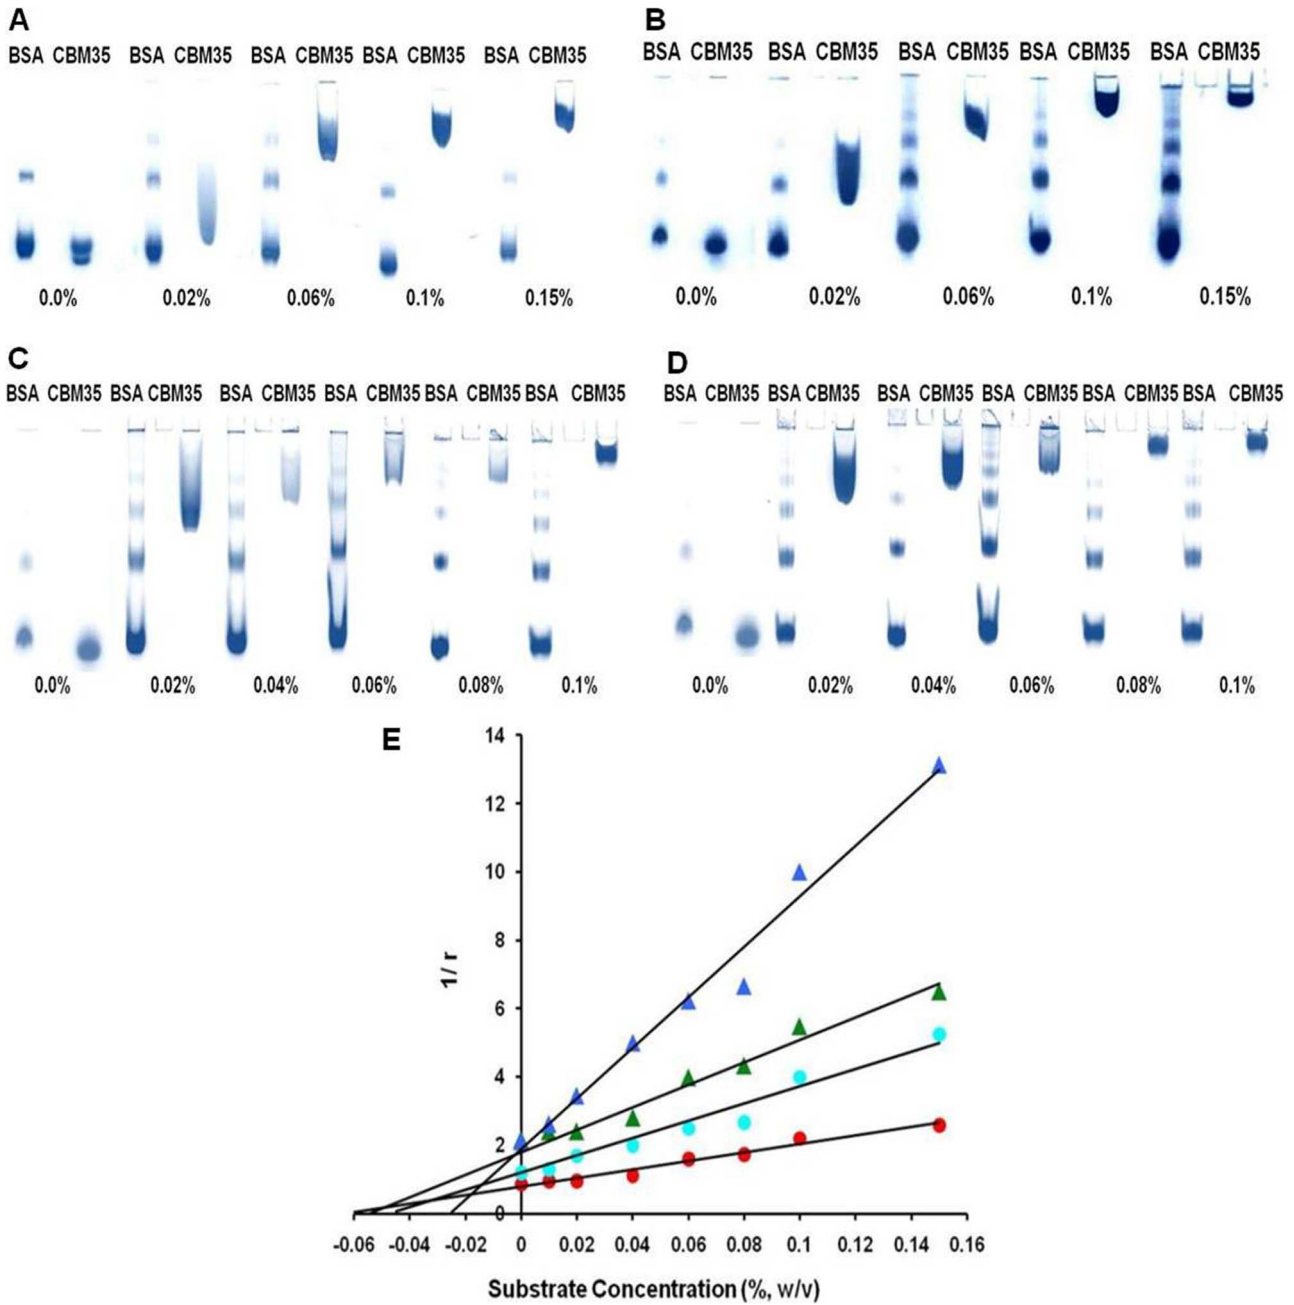 A
BSA CBM35 BSA CBM35 BSA CBM35 BSA CBM35 BSA CBM35
0.0% 0.02% 0.06% 0.1% 0.15%
B
BSA CBM35 BSA CBM35 BSA CBM35 BSA CBM35 BSA CBM35
0.0% 0.02% 0.06% 0.1% 0.15%
C
BSA CBM35 BSA CBM35 BSA CBM35 BSA CBM35 BSA CBM35 BSA CBM35
0.0% 0.02% 0.04% 0.06% 0.08% 0.1%
D
BSA CBM35 BSA CBM35 BSA CBM35 BSA CBM35 BSA CBM35 BSA CBM35
0.0% 0.02% 0.04% 0.06% 0.08% 0.1%
E
14
12
10
8
6
4
2
0
1/ r
-0.06 -0.04 -0.02 0 0.02 0.04 0.06 0.08 0.1 0.12 0.14 0.16
Substrate Concentration (%, w/v)